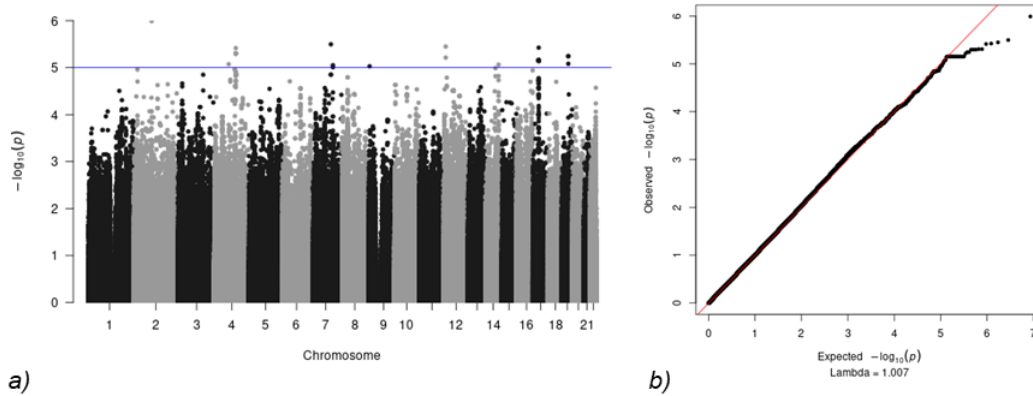 6
5
4
3
2
1
0
−log₁₀(p)
1 2 3 4 5 6 7 8 9 10 12 14 16 18 21
Chromosome
a)
6
5
4
3
2
1
0
Observed −log₁₀(p)
0 1 2 3 4 5 6 7
Expected −log₁₀(p)
Lambda = 1.007
b)